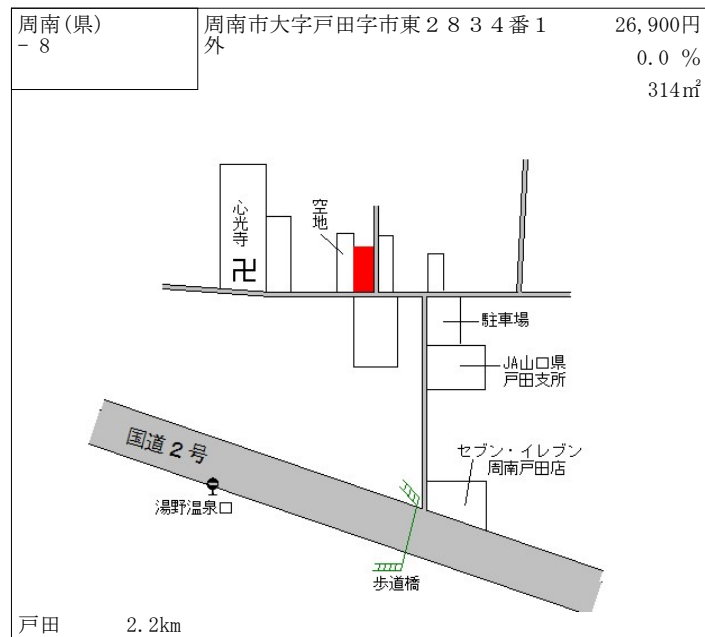 周南(県)
- 8
周南市大字戸田字市東２８３４番１
外
26,900円
0.0 %
314㎡
心光寺
卍
空地
駐車場
JA山口県
戸田支所
セブン・イレブン
周南戸田店
国道２号
湯野温泉口
歩道橋
戸田 2.2km